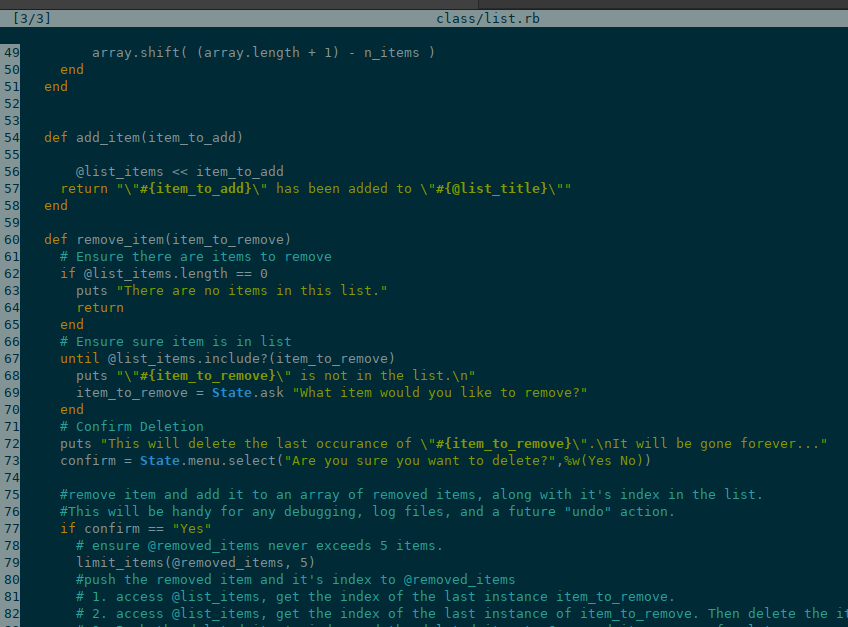 [3/3] class/list.rb
49 array.shift( (array.length + 1) - n_items )
50 end
51 end
52
53
54 def add_item(item_to_add)
55
56 @list_items << item_to_add
57 return "\"#{item_to_add}\" has been added to \"#{@list_title}\""
58 end
59
60 def remove_item(item_to_remove)
61 # Ensure there are items to remove
62 if @list_items.length == 0
63 puts "There are no items in this list."
64 return
65 end
66 # Ensure sure item is in list
67 until @list_items.include?(item_to_remove)
68 puts "\"#{item_to_remove}\" is not in the list.\n"
69 item_to_remove = State.ask "What item would you like to remove?"
70 end
71 # Confirm Deletion
72 puts "This will delete the last occurance of \"#{item_to_remove}\".\nIt will be gone forever..."
73 confirm = State.menu.select("Are you sure you want to delete?",%w(Yes No))
74
75 #remove item and add it to an array of removed items, along with it's index in the list.
76 #This will be handy for any debugging, log files, and a future "undo" action.
77 if confirm == "Yes"
78 # ensure @removed_items never exceeds 5 items.
79 limit_items(@removed_items, 5)
80 #push the removed item and it's index to @removed_items
81 # 1. access @list_items, get the index of the last instance item_to_remove.
82 # 2. access @list_items, get the index of the last instance of item_to_remove. Then delete the it